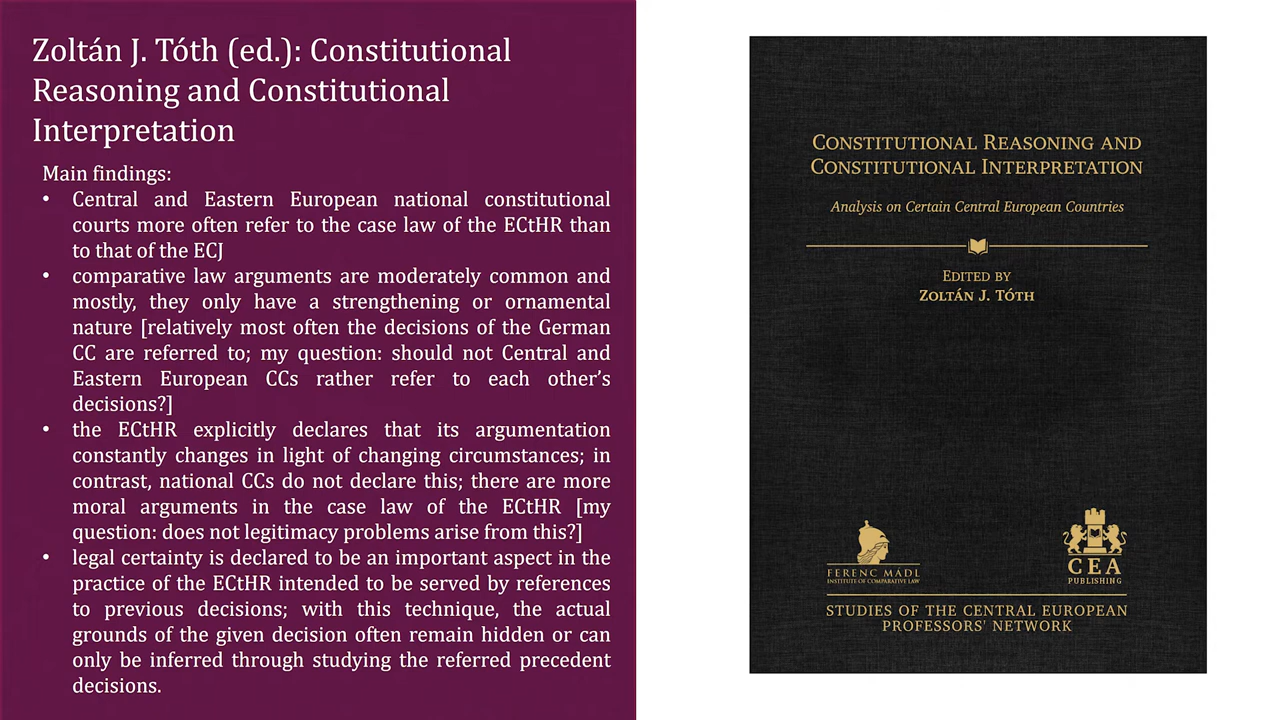 Zoltán J. Tóth (ed.): Constitutional
Reasoning and Constitutional
Interpretation
Main findings:
• Central and Eastern European national constitutional
courts more often refer to the case law of the ECtHR than
to that of the ECJ
• comparative law arguments are moderately common and
mostly, they only have a strengthening or ornamental
nature [relatively most often the decisions of the German
CC are referred to; my question: should not Central and
Eastern European CCs rather refer to each other’s
decisions?]
• the ECtHR explicitly declares that its argumentation
constantly changes in light of changing circumstances; in
contrast, national CCs do not declare this; there are more
moral arguments in the case law of the ECtHR [my
question: does not legitimacy problems arise from this?]
• legal certainty is declared to be an important aspect in the
practice of the ECtHR intended to be served by references
to previous decisions; with this technique, the actual
grounds of the given decision often remain hidden or can
only be inferred through studying the referred precedent
decisions.
Constitutional Reasoning and
Constitutional Interpretation
Analysis on Certain Central European Countries
Edited by
Zoltán J. Tóth
FERENC MÁDL
INSTITUTE OF COMPARATIVE LAW
CEA
PUBLISHING
STUDIES OF THE CENTRAL EUROPEAN
PROFESSORS’ NETWORK